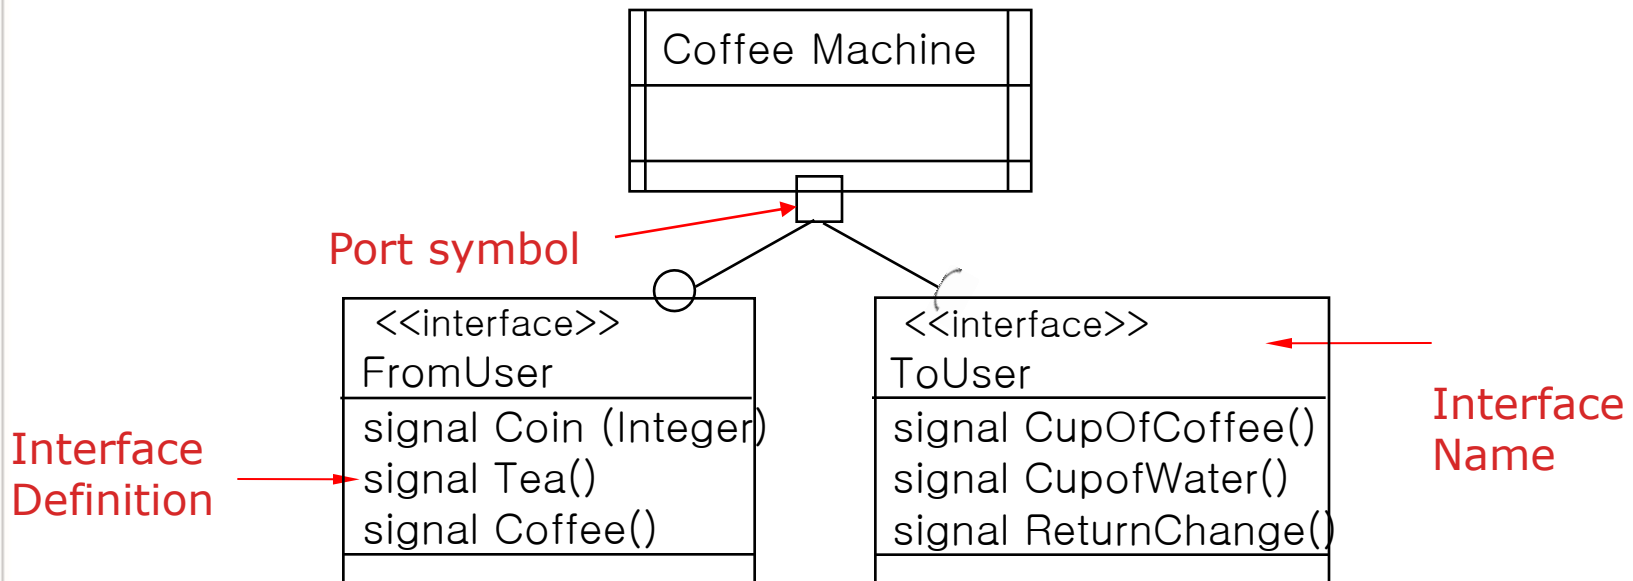 Coffee Machine
Port symbol
<<interface>>
FromUser
signal Coin (Integer)
signal Tea()
signal Coffee()
Interface
Definition
<<interface>>
ToUser
signal CupOfCoffee()
signal CupofWater()
signal ReturnChange()
Interface
Name